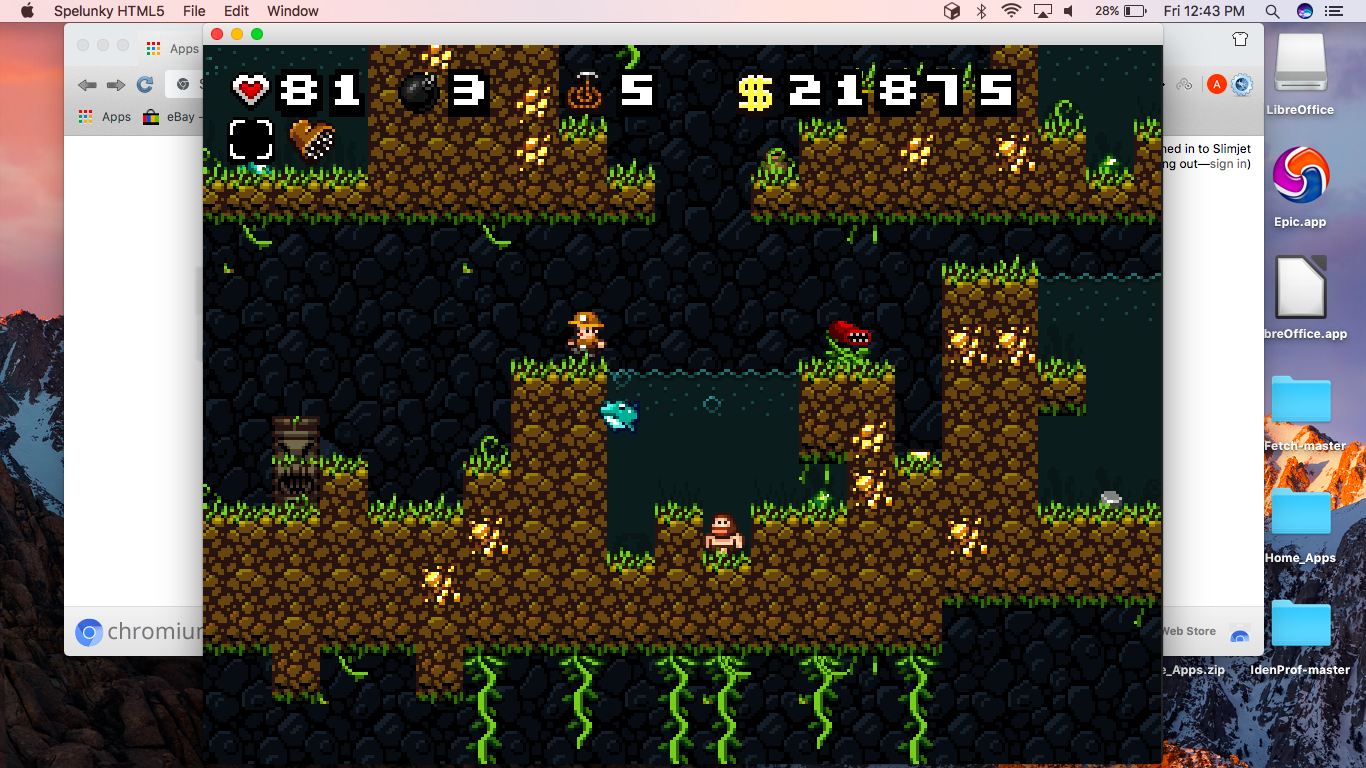 Spelunky HTML5 File Edit Window 28% Fri 12:43 PM
Apps
81 3 5 $21875
S A
Apps eBay -
ned in to Slimjet
ng out—sign in)
LibreOffice
Epic.app
breOffice.app
Fetch-master
Home_Apps
chromium
Web Store
e_Apps.zip IdenProf-master